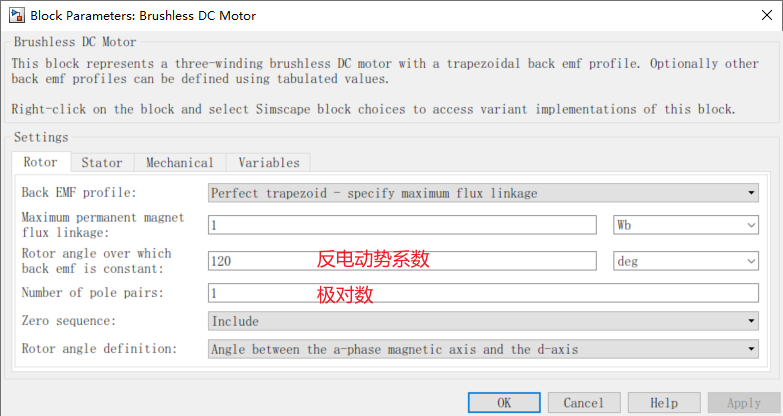 Block Parameters: Brushless DC Motor
Brushless DC Motor
This block represents a three-winding brushless DC motor with a trapezoidal back emf profile. Optionally other
back emf profiles can be defined using tabulated values.
Right-click on the block and select Simscape block choices to access variant implementations of this block.
Settings
Rotor Stator Mechanical Variables
Back EMF profile: Perfect trapezoid - specify maximum flux linkage
Maximum permanent magnet
flux linkage: 1 Wb
Rotor angle over which
back emf is constant: 120 反电动势系数 deg
Number of pole pairs: 1 极对数
Zero sequence: Include
Rotor angle definition: Angle between the a-phase magnetic axis and the d-axis
OK Cancel Help Apply